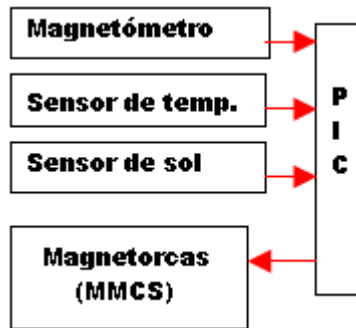 Magnetómetro
Sensor de temp.
Sensor de sol
Magnetorcas
(MMCS)
P
I
C